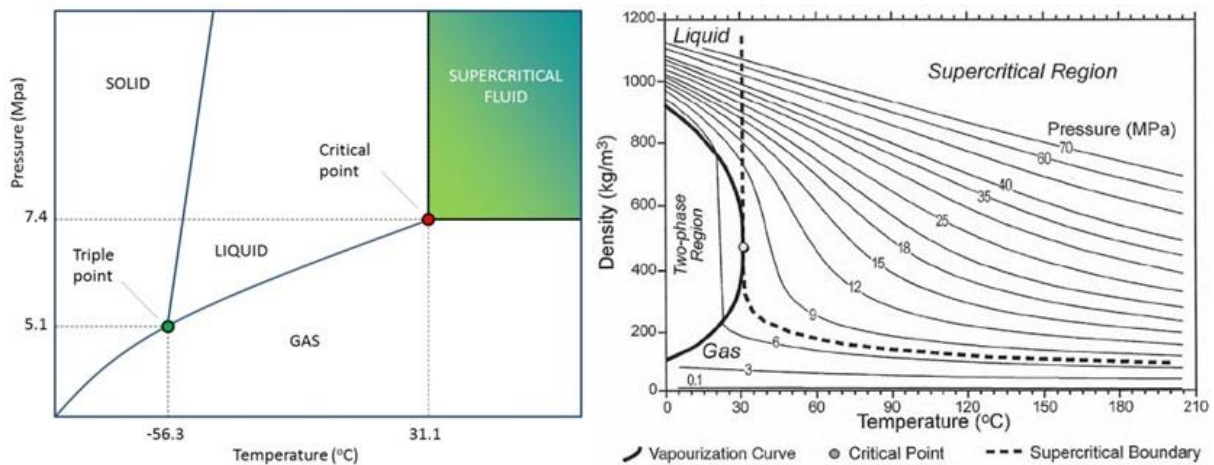 SOLID
SUPERCRITICAL
FLUID
Critical
point
Pressure (Mpa)
7.4
LIQUID
Triple
point
5.1
GAS
-56.3
31.1
Temperature (°C)
1200
1000
800
600
400
200
0
Density (kg/m³)
Liquid
Supercritical Region
Pressure (MPa)
70
60
40
35
25
18
15
12
9
6
3
0.1
Two-phase
Region
Gas
0
30
60
90
120
150
180
210
Temperature (°C)
Vapourization Curve
Critical Point
Supercritical Boundary